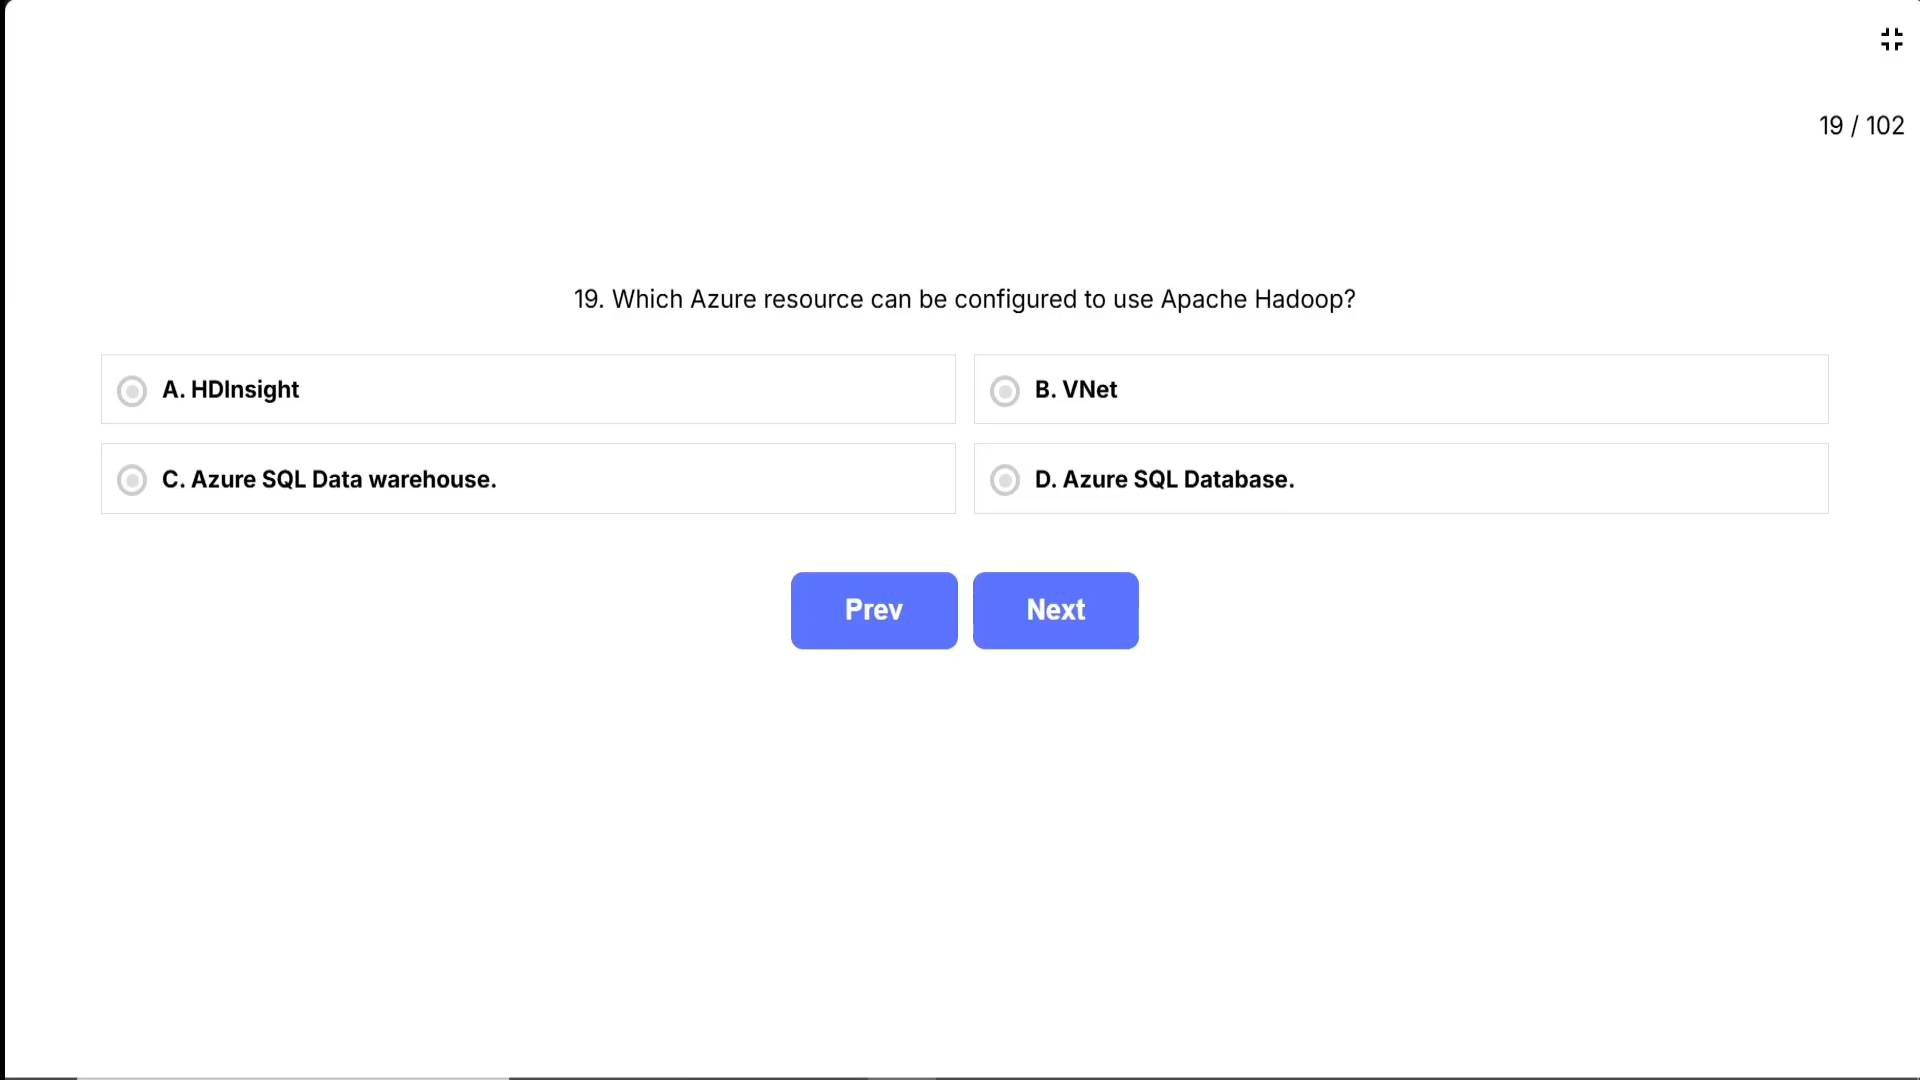 19 / 102
19. Which Azure resource can be configured to use Apache Hadoop?
A. HDInsight
B. VNet
C. Azure SQL Data warehouse.
D. Azure SQL Database.
Prev
Next